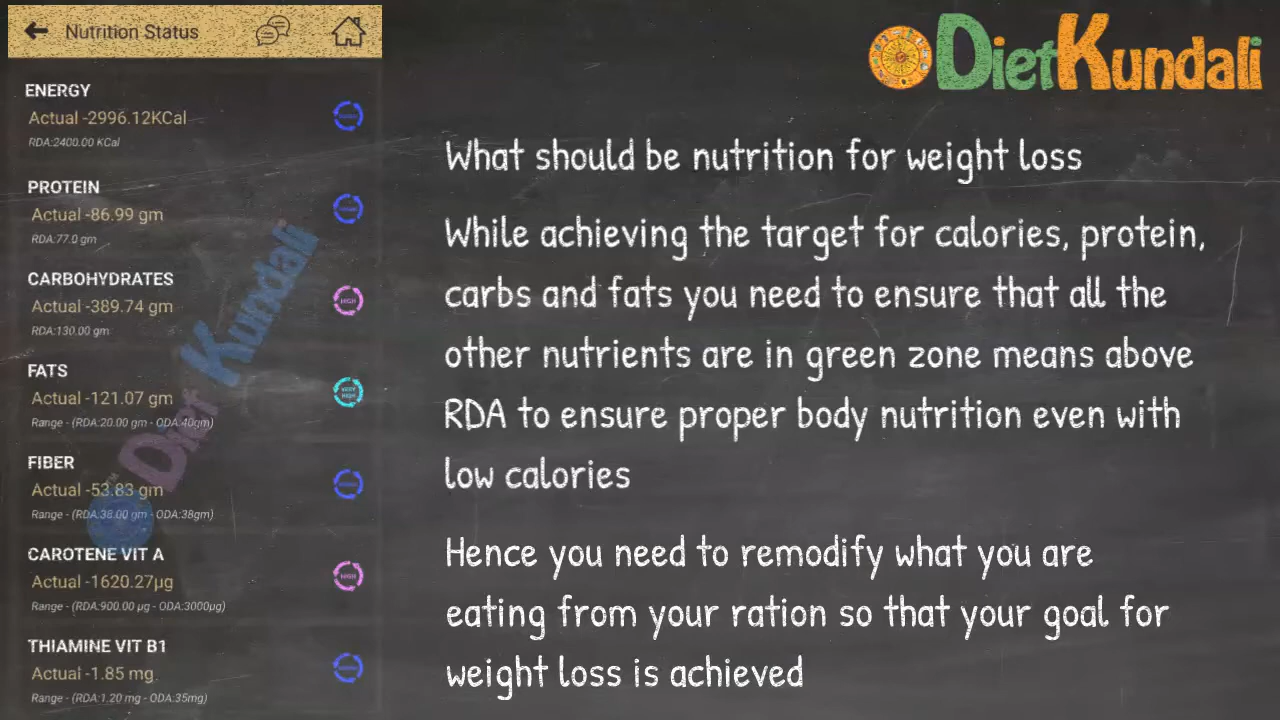 Nutrition Status
DietKundali
ENERGY
Actual -2996.12KCal
RDA:2400.00 KCal
PROTEIN
Actual -86.99 gm
RDA:77.0 gm
CARBOHYDRATES
Actual -389.74 gm
HIGH
RDA:130.00 gm
FATS
Actual -121.07 gm
VERY
HIGH
Range - (RDA:20.00 gm - ODA:40gm)
FIBER
Actual -53.83 gm
Range - (RDA:38.00 gm - ODA:38gm)
CAROTENE VIT A
Actual -1620.27µg
HIGH
Range - (RDA:900.00 µg - ODA:3000µg)
THIAMINE VIT B1
Actual -1.85 mg
Range - (RDA:1.20 mg - ODA:35mg)
Diet Kundali
What should be nutrition for weight loss
While achieving the target for calories, protein,
carbs and fats you need to ensure that all the
other nutrients are in green zone means above
RDA to ensure proper body nutrition even with
low calories
Hence you need to remodify what you are
eating from your ration so that your goal for
weight loss is achieved